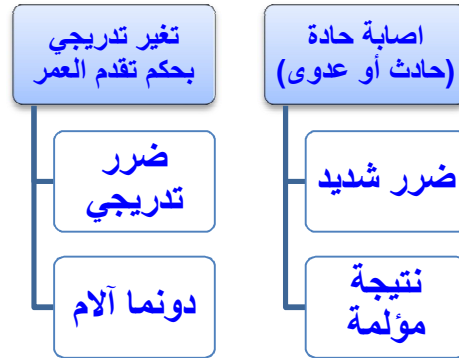 اصابة حادة
(حادث أو عدوى)
ضرر شديد
نتيجة
مؤلمة
تغير تدريجي
بحكم تقدم العمر
ضرر
تدريجي
دونما آلام